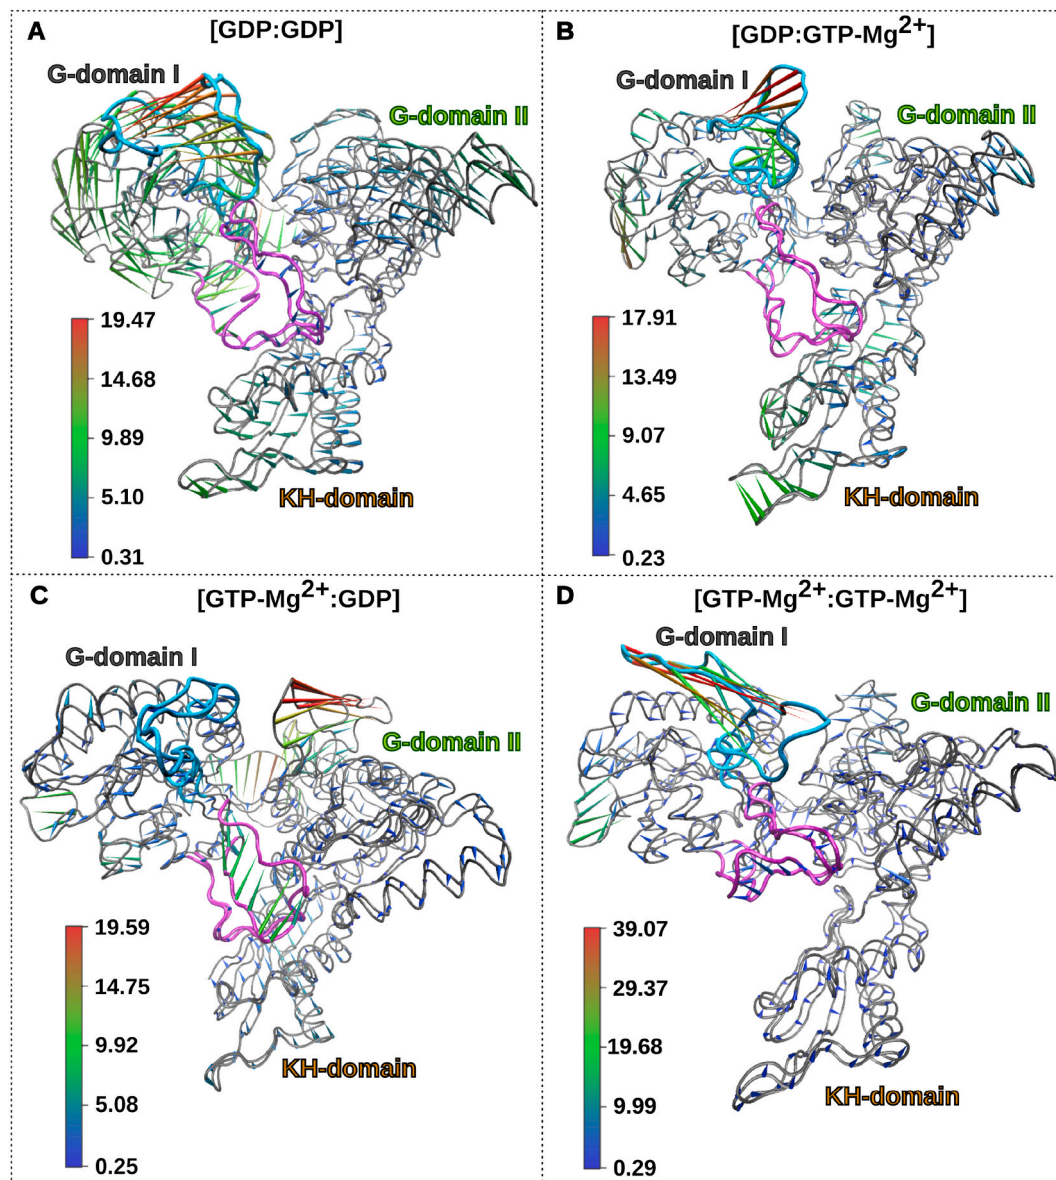 A
[GDP:GDP]
G-domain I
G-domain II
19.47
14.68
9.89
5.10
0.31
KH-domain
B
[GDP:GTP-Mg2+]
G-domain I
G-domain II
17.91
13.49
9.07
4.65
0.23
KH-domain
C
[GTP-Mg2+:GDP]
G-domain I
G-domain II
19.59
14.75
9.92
5.08
0.25
KH-domain
D
[GTP-Mg2+:GTP-Mg2+]
G-domain I
G-domain II
39.07
29.37
19.68
9.99
0.29
KH-domain